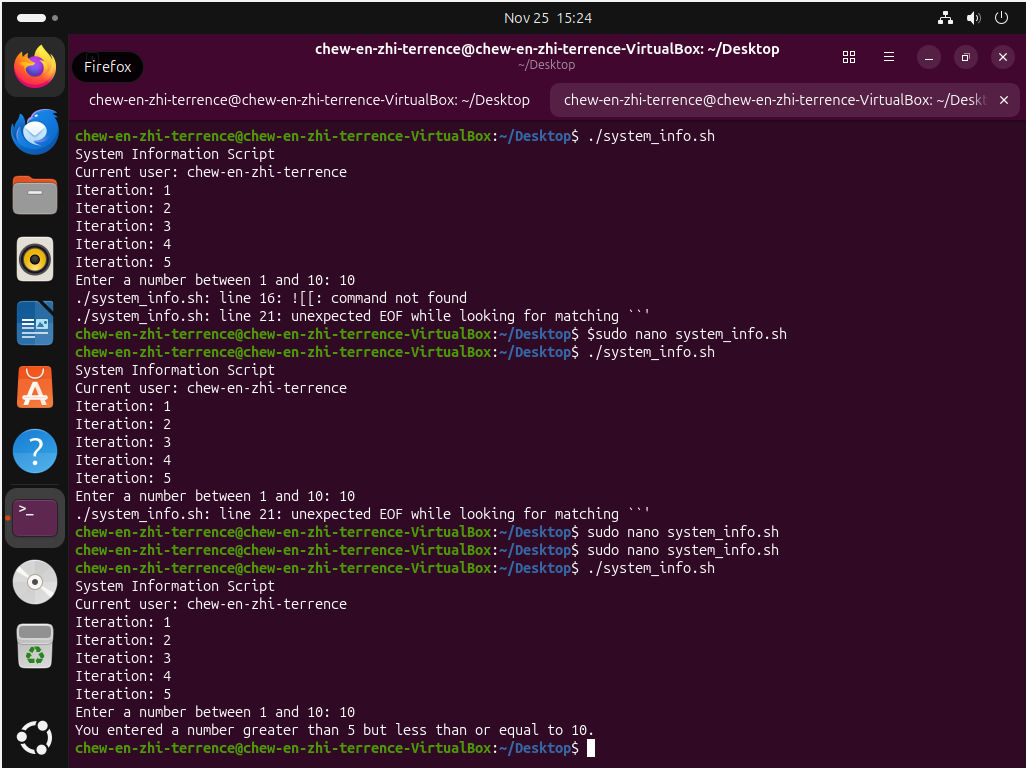 Nov 25 15:24
chew-en-zhi-terrence@chew-en-zhi-terrence-VirtualBox: ~/Desktop
~/Desktop
Firefox
chew-en-zhi-terrence@chew-en-zhi-terrence-VirtualBox: ~/Desktop
chew-en-zhi-terrence@chew-en-zhi-terrence-VirtualBox: ~/Deskt
chew-en-zhi-terrence@chew-en-zhi-terrence-VirtualBox:~/Desktop$ ./system_info.sh
System Information Script
Current user: chew-en-zhi-terrence
Iteration: 1
Iteration: 2
Iteration: 3
Iteration: 4
Iteration: 5
Enter a number between 1 and 10: 10
./system_info.sh: line 16: ![[: command not found
./system_info.sh: line 21: unexpected EOF while looking for matching ``'
chew-en-zhi-terrence@chew-en-zhi-terrence-VirtualBox:~/Desktop$ $sudo nano system_info.sh
chew-en-zhi-terrence@chew-en-zhi-terrence-VirtualBox:~/Desktop$ ./system_info.sh
System Information Script
Current user: chew-en-zhi-terrence
Iteration: 1
Iteration: 2
Iteration: 3
Iteration: 4
Iteration: 5
Enter a number between 1 and 10: 10
./system_info.sh: line 21: unexpected EOF while looking for matching ``'
chew-en-zhi-terrence@chew-en-zhi-terrence-VirtualBox:~/Desktop$ sudo nano system_info.sh
chew-en-zhi-terrence@chew-en-zhi-terrence-VirtualBox:~/Desktop$ sudo nano system_info.sh
chew-en-zhi-terrence@chew-en-zhi-terrence-VirtualBox:~/Desktop$ ./system_info.sh
System Information Script
Current user: chew-en-zhi-terrence
Iteration: 1
Iteration: 2
Iteration: 3
Iteration: 4
Iteration: 5
Enter a number between 1 and 10: 10
You entered a number greater than 5 but less than or equal to 10.
chew-en-zhi-terrence@chew-en-zhi-terrence-VirtualBox:~/Desktop$